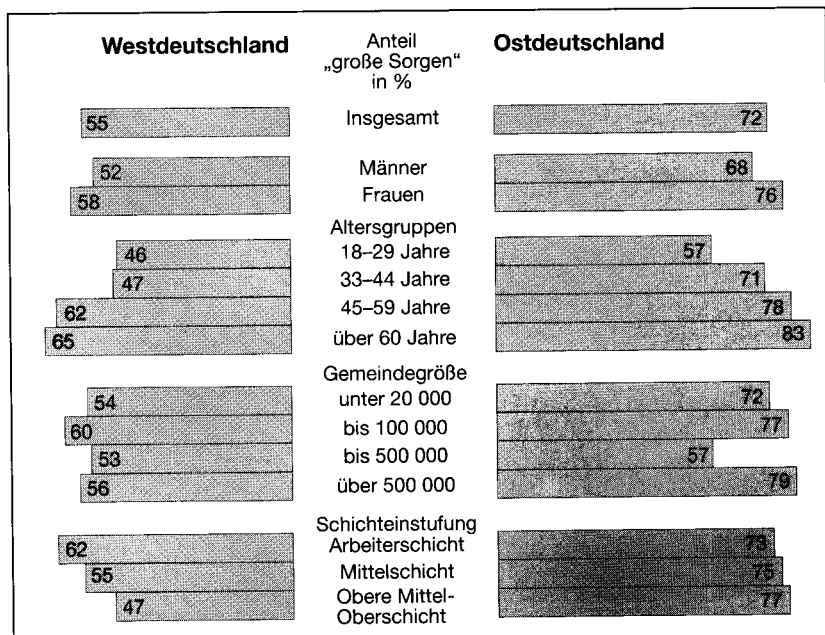 Westdeutschland Anteil Ostdeutschland
„große Sorgen“
in %
55 Insgesamt 72
52 Männer 68
58 Frauen 76
Altersgruppen
46 18–29 Jahre 57
47 33–44 Jahre 71
62 45–59 Jahre 78
65 über 60 Jahre 83
Gemeindegröße
54 unter 20 000 72
60 bis 100 000 77
53 bis 500 000 57
56 über 500 000 79
Schichteinstufung
62 Arbeiterschicht 73
55 Mittelschicht 75
47 Obere Mittel- 77
Oberschicht